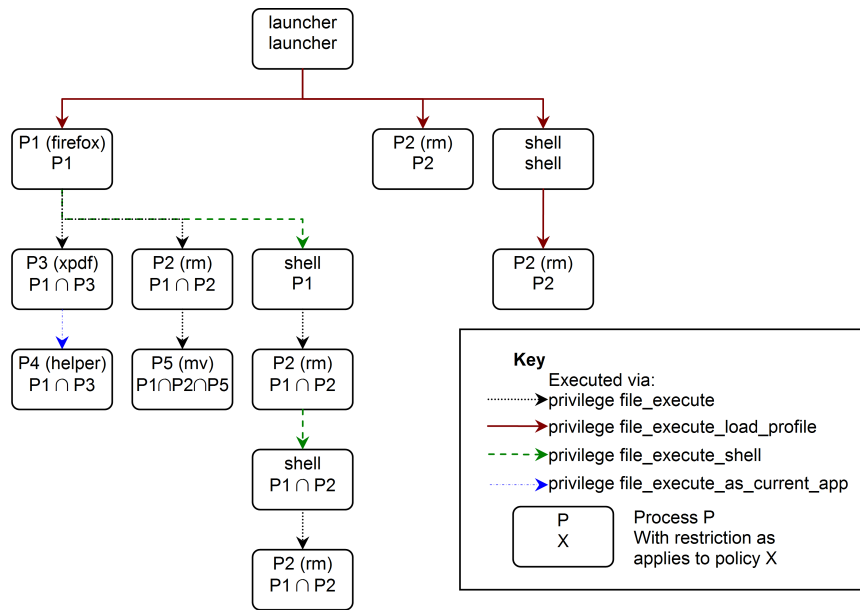 launcher
launcher
P1 (firefox)
P1
P2 (rm)
P2
shell
shell
P3 (xpdf)
P1 ∩ P3
P2 (rm)
P1 ∩ P2
shell
P1
P2 (rm)
P2
P4 (helper)
P1 ∩ P3
P5 (mv)
P1∩P2∩P5
P2 (rm)
P1 ∩ P2
shell
P1 ∩ P2
P2 (rm)
P1 ∩ P2
Key
Executed via:
privilege file_execute
privilege file_execute_load_profile
privilege file_execute_shell
privilege file_execute_as_current_app
P
X
Process P
With restriction as
applies to policy X